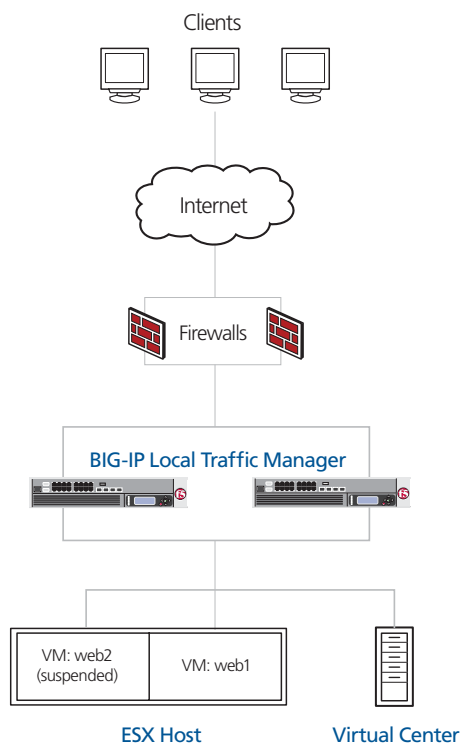 Clients
Internet
Firewalls
BIG-IP Local Traffic Manager
VM: web2
(suspended)
VM: web1
ESX Host
Virtual Center